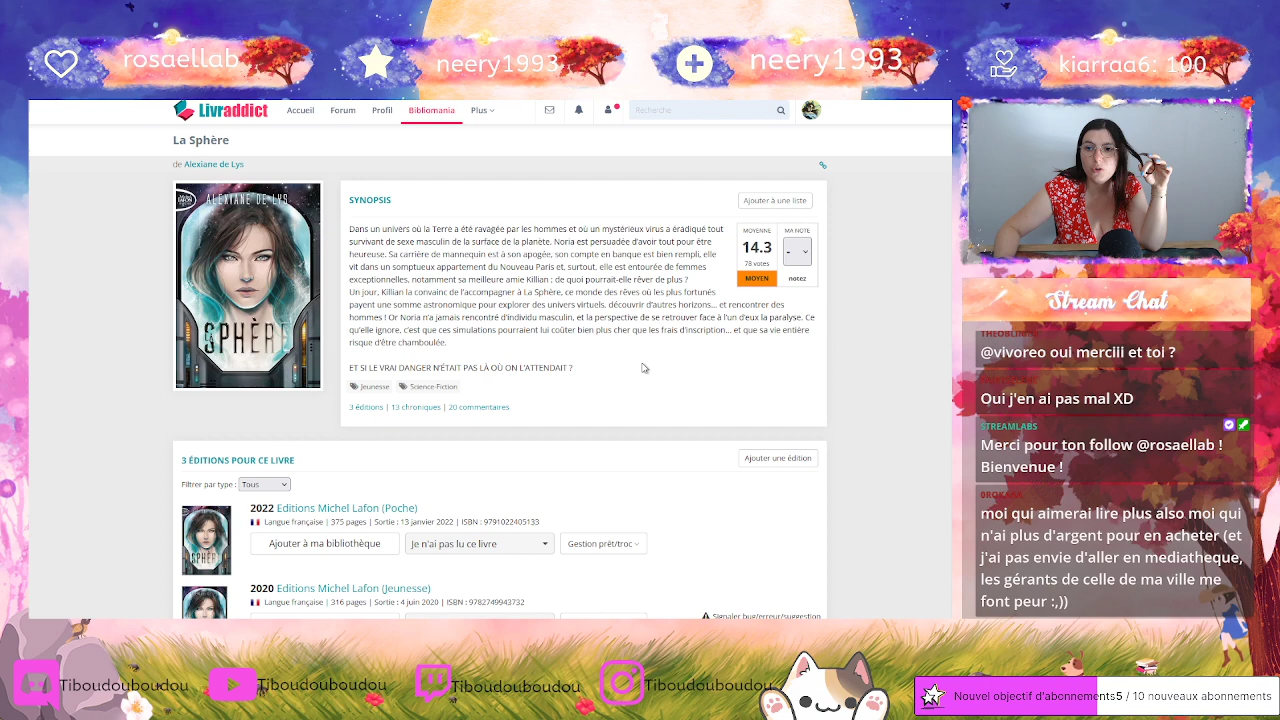 rosaellab
neery1993
neery1993
kiarraa6: 100
Livraddict
Accueil
Forum
Profil
Bibliomania
Plus
Recherche
La Sphère
de Alexiane de Lys
ALEXIANE DE LYS
SPHÈRE
SYNOPSIS
Ajouter à une liste
Dans un univers où la Terre a été ravagée par les hommes et où un mystérieux virus a éradiqué tout
survivant de sexe masculin de la surface de la planète, Noria est persuadée d'avoir tout pour être
heureuse. Sa carrière de mannequin est à son apogée, son compte en banque est bien rempli, elle
vit dans un somptueux appartement du Nouveau Paris et, surtout, elle est entourée de femmes
exceptionnelles, notamment sa meilleure amie Killian : de quoi pourrait-elle rêver de plus ?
Un jour, Killian la convainc de l'accompagner à La Sphère, ce monde des rêves où les plus fortunés
payent une somme astronomique pour explorer des univers virtuels, découvrir d'autres horizons... et rencontrer des
hommes ! Or Noria n'a jamais rencontré d'individu masculin, et la perspective de se retrouver face à l'un d'eux la paralyse. Ce
qu'elle ignore, c'est que ces simulations pourraient lui coûter bien plus cher que les frais d'inscription... et que sa vie entière
risque d'être chamboulée.
ET SI LE VRAI DANGER N'ÉTAIT PAS LÀ OÙ ON L'ATTENDAIT ?
MOYENNE
MA NOTE
14.3
-
78 votes
MOYEN
notez
Jeunesse
Science-Fiction
3 éditions | 13 chroniques | 20 commentaires
3 ÉDITIONS POUR CE LIVRE
Ajouter une édition
Filtrer par type : Tous
2022 Editions Michel Lafon (Poche)
Langue française | 375 pages | Sortie : 13 janvier 2022 | ISBN : 9791022405133
Ajouter à ma bibliothèque
Je n'ai pas lu ce livre
Gestion prêt/troc
2020 Editions Michel Lafon (Jeunesse)
Langue française | 316 pages | Sortie : 4 juin 2020 | ISBN : 9782749943732
Signaler bug/erreur/suggestion
Stream Chat
@vivoreo oui merciii et toi ?
Oui j'en ai pas mal XD
STREAMLABS
Merci pour ton follow @rosaellab !
Bienvenue !
moi qui aimerai lire plus also moi qui
n'ai plus d'argent pour en acheter (et
j'ai pas envie d'aller en mediatheque,
les gérants de celle de ma ville me
font peur :,))
Tiboudouboudou
Tiboudouboudou
Tiboudouboudou
Tiboudouboudou
Nouvel objectif d'abonnements
5 / 10 nouveaux abonnements